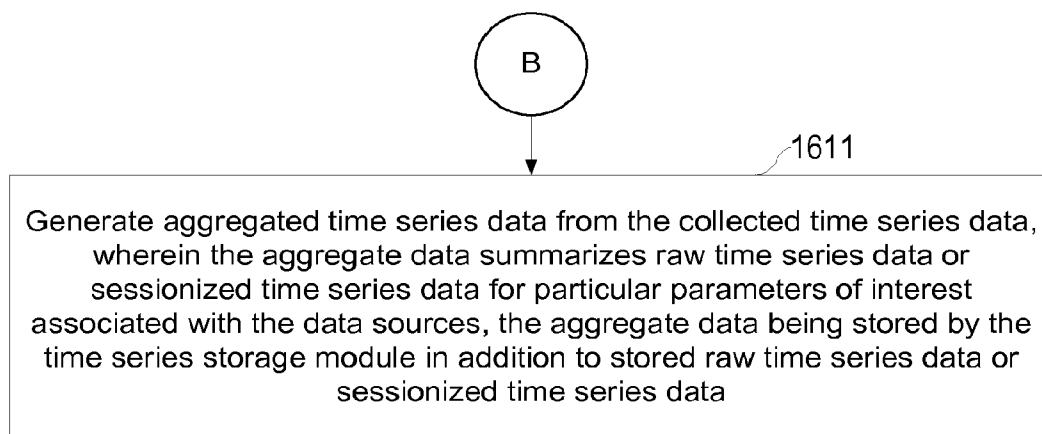 B
1611
Generate aggregated time series data from the collected time series data,
wherein the aggregate data summarizes raw time series data or
sessionized time series data for particular parameters of interest
associated with the data sources, the aggregate data being stored by the
time series storage module in addition to stored raw time series data or
sessionized time series data